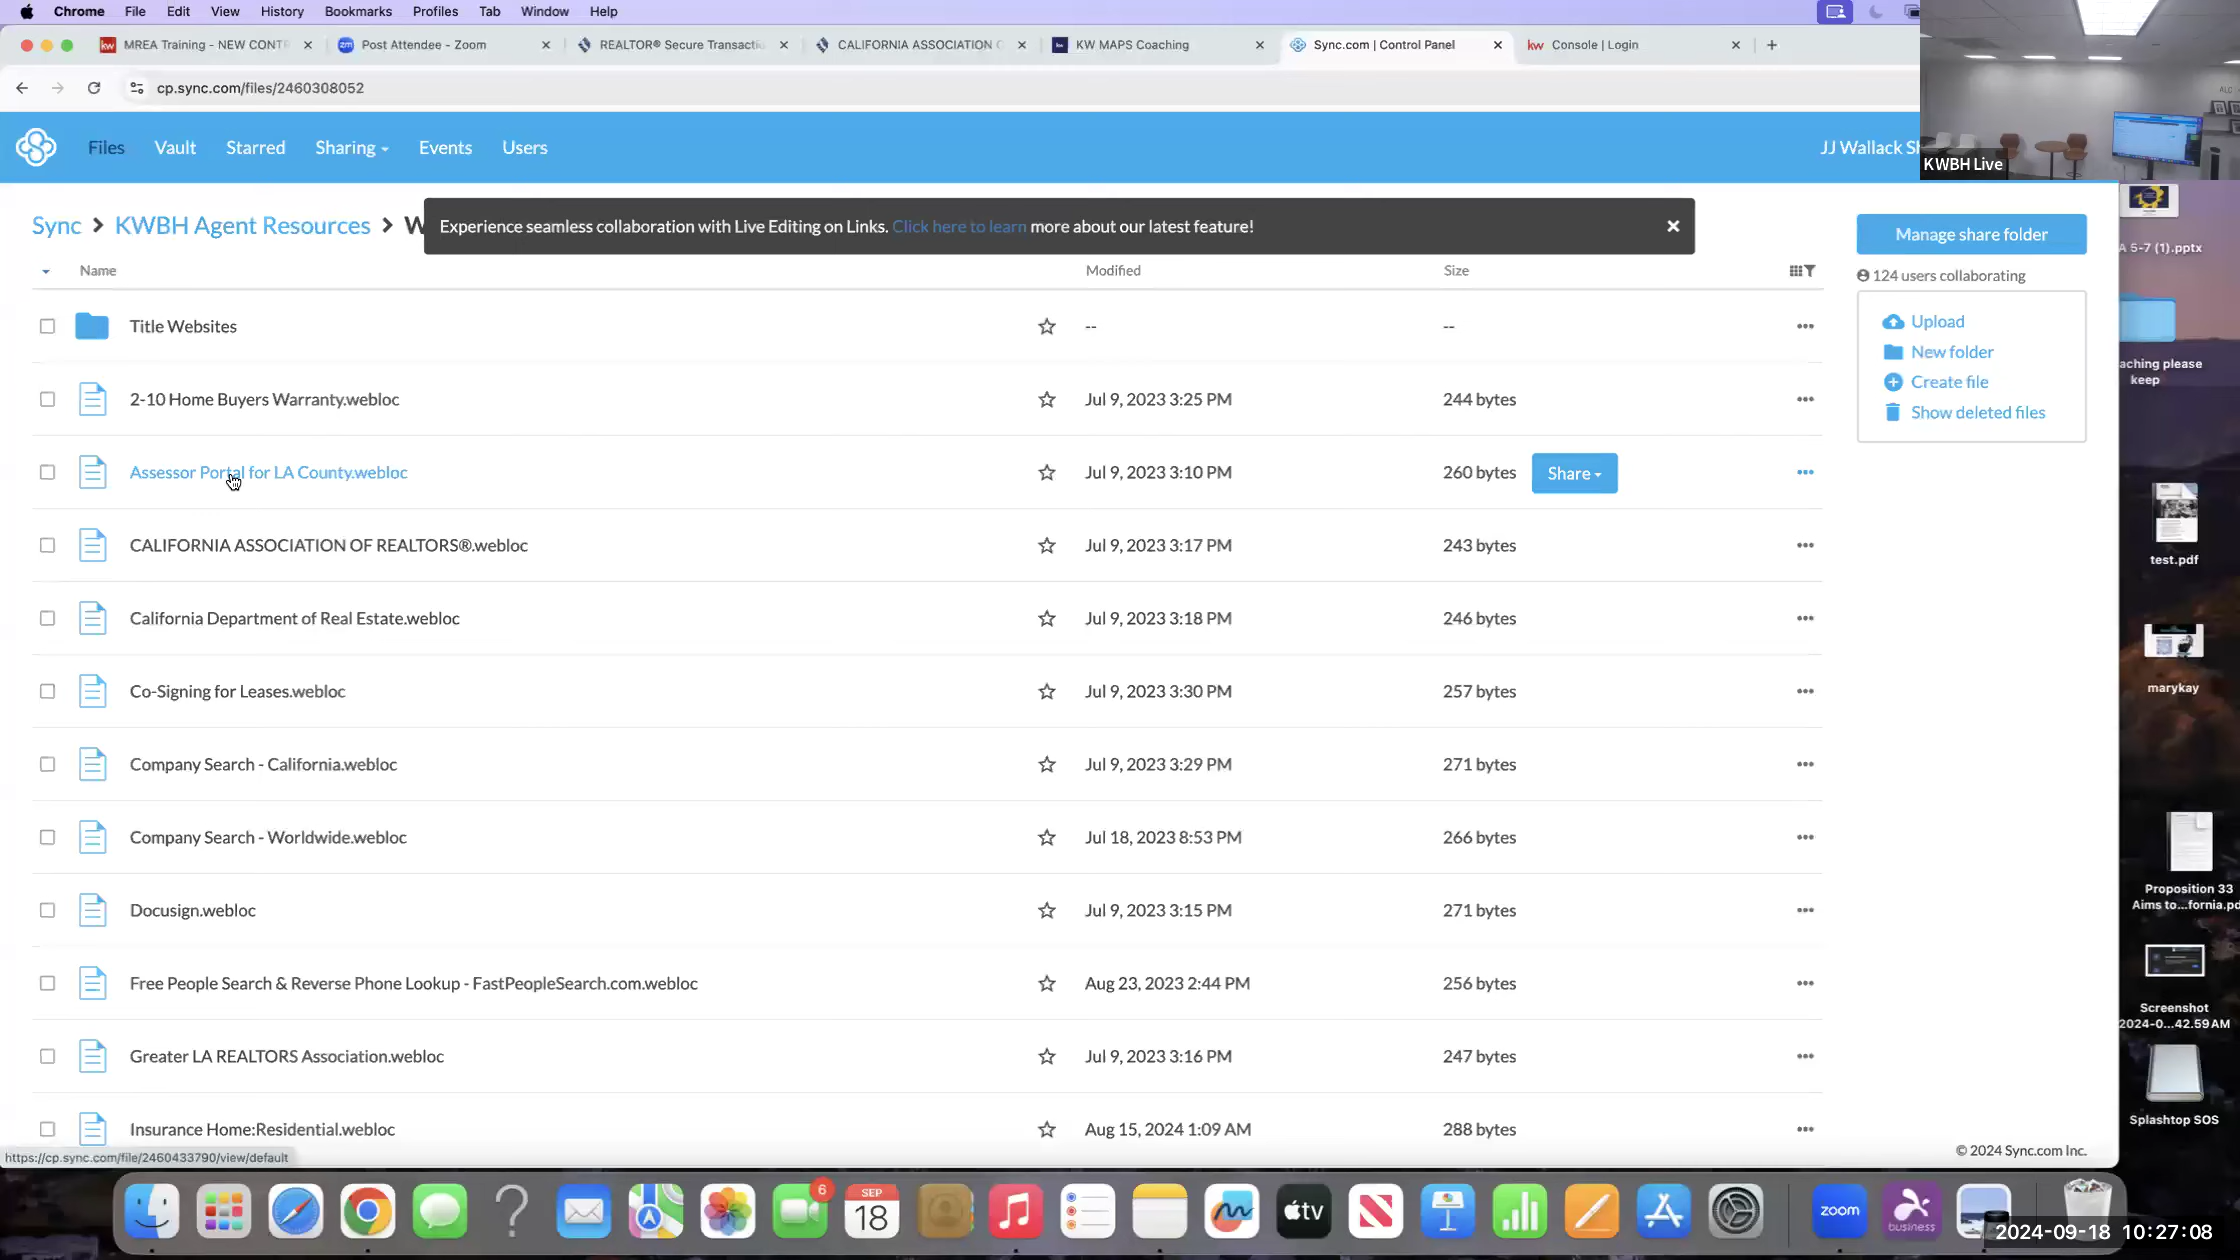 Chrome File Edit View History Bookmarks Profiles Tab Window Help
MREA Training - NEW CONT
Post Attendee - Zoom
REALTOR® Secure Transacti
CALIFORNIA ASSOCIATION
KW MAPS Coaching
Sync.com | Control Panel
kw Console | Login
cp.sync.com/files/2460308052
KWBH Live
Files Vault Starred Sharing Events Users
JJ Wallack
Sync > KWBH Agent Resources >
Experience seamless collaboration with Live Editing on Links. Click here to learn more about our latest feature!
Manage share folder
124 users collaborating
Upload
New folder
Create file
Show deleted files
Name Modified Size
Title Websites -- --
2-10 Home Buyers Warranty.webloc Jul 9, 2023 3:25 PM 244 bytes
Assessor Portal for LA County.webloc Jul 9, 2023 3:10 PM 260 bytes Share
CALIFORNIA ASSOCIATION OF REALTORS®.webloc Jul 9, 2023 3:17 PM 243 bytes
California Department of Real Estate.webloc Jul 9, 2023 3:18 PM 246 bytes
Co-Signing for Leases.webloc Jul 9, 2023 3:30 PM 257 bytes
Company Search - California.webloc Jul 9, 2023 3:29 PM 271 bytes
Company Search - Worldwide.webloc Jul 18, 2023 8:53 PM 266 bytes
Docusign.webloc Jul 9, 2023 3:15 PM 271 bytes
Free People Search & Reverse Phone Lookup - FastPeopleSearch.com.webloc Aug 23, 2023 2:44 PM 256 bytes
Greater LA REALTORS Association.webloc Jul 9, 2023 3:16 PM 247 bytes
Insurance Home:Residential.webloc Aug 15, 2024 1:09 AM 288 bytes
https://cp.sync.com/file/2460433790/view/default
© 2024 Sync.com Inc.
A 5-7 (1).pptx
aching please
keep
test.pdf
marykay
Proposition 33
Aims to...fornia.pd
Screenshot
2024-0...42.59 AM
Splashtop SOS
6
SEP
18
tv
zoom
business
2024-09-18 10:27:08